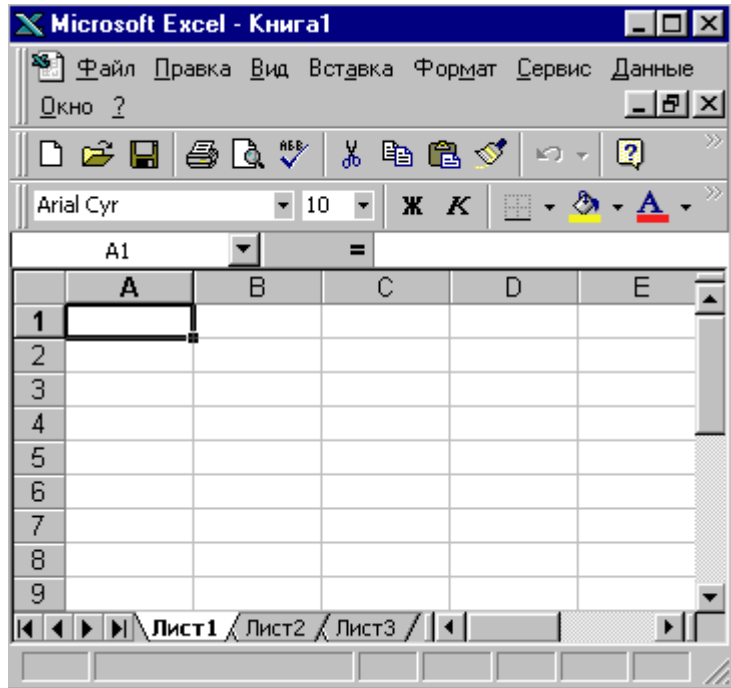 Microsoft Excel - Книга1
Файл Правка Вид Вставка Формат Сервис Данные
Окно ?
Arial Cyr 10 Ж К А
A1 =
A B C D E
1
2
3
4
5
6
7
8
9
Лист1 Лист2 Лист3